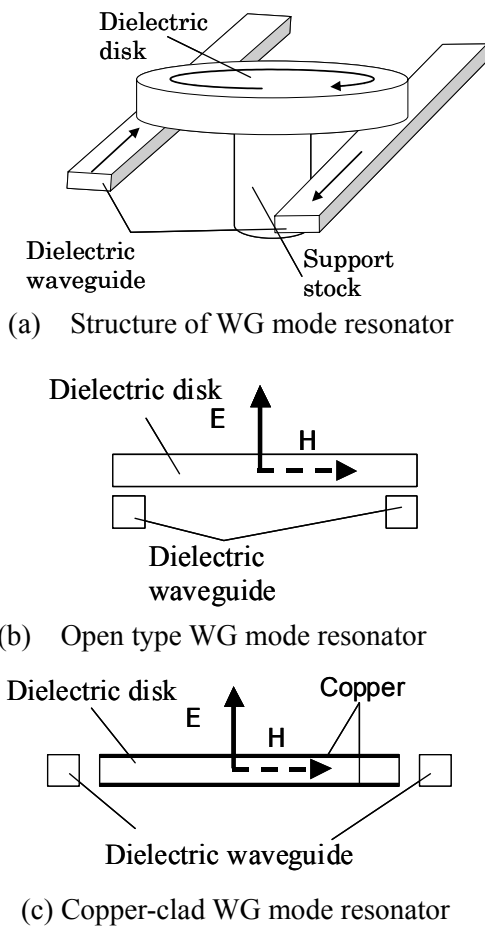 Dielectric
disk
Dielectric
waveguide
Support
stock
(a) Structure of WG mode resonator
Dielectric disk
E
H
Dielectric
waveguide
b) Open type WG mode resonator
Dielectric disk
Copper
E
H
Dielectric waveguide
(c) Copper-clad WG mode resonator